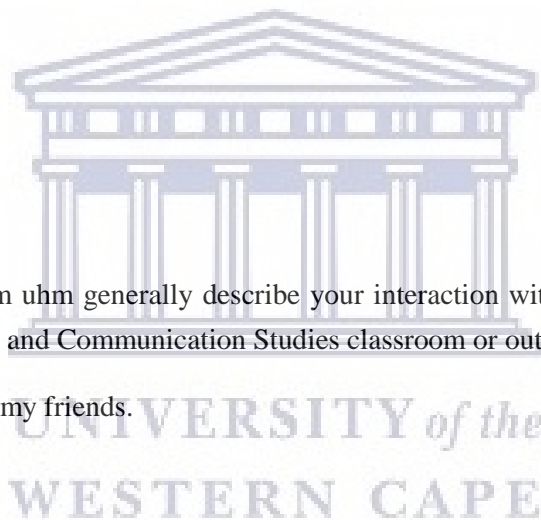 uhm generally describe your interaction wit
and Communication Studies classroom or out
my friends.
UNIVERSITY of the
WESTERN CAPE